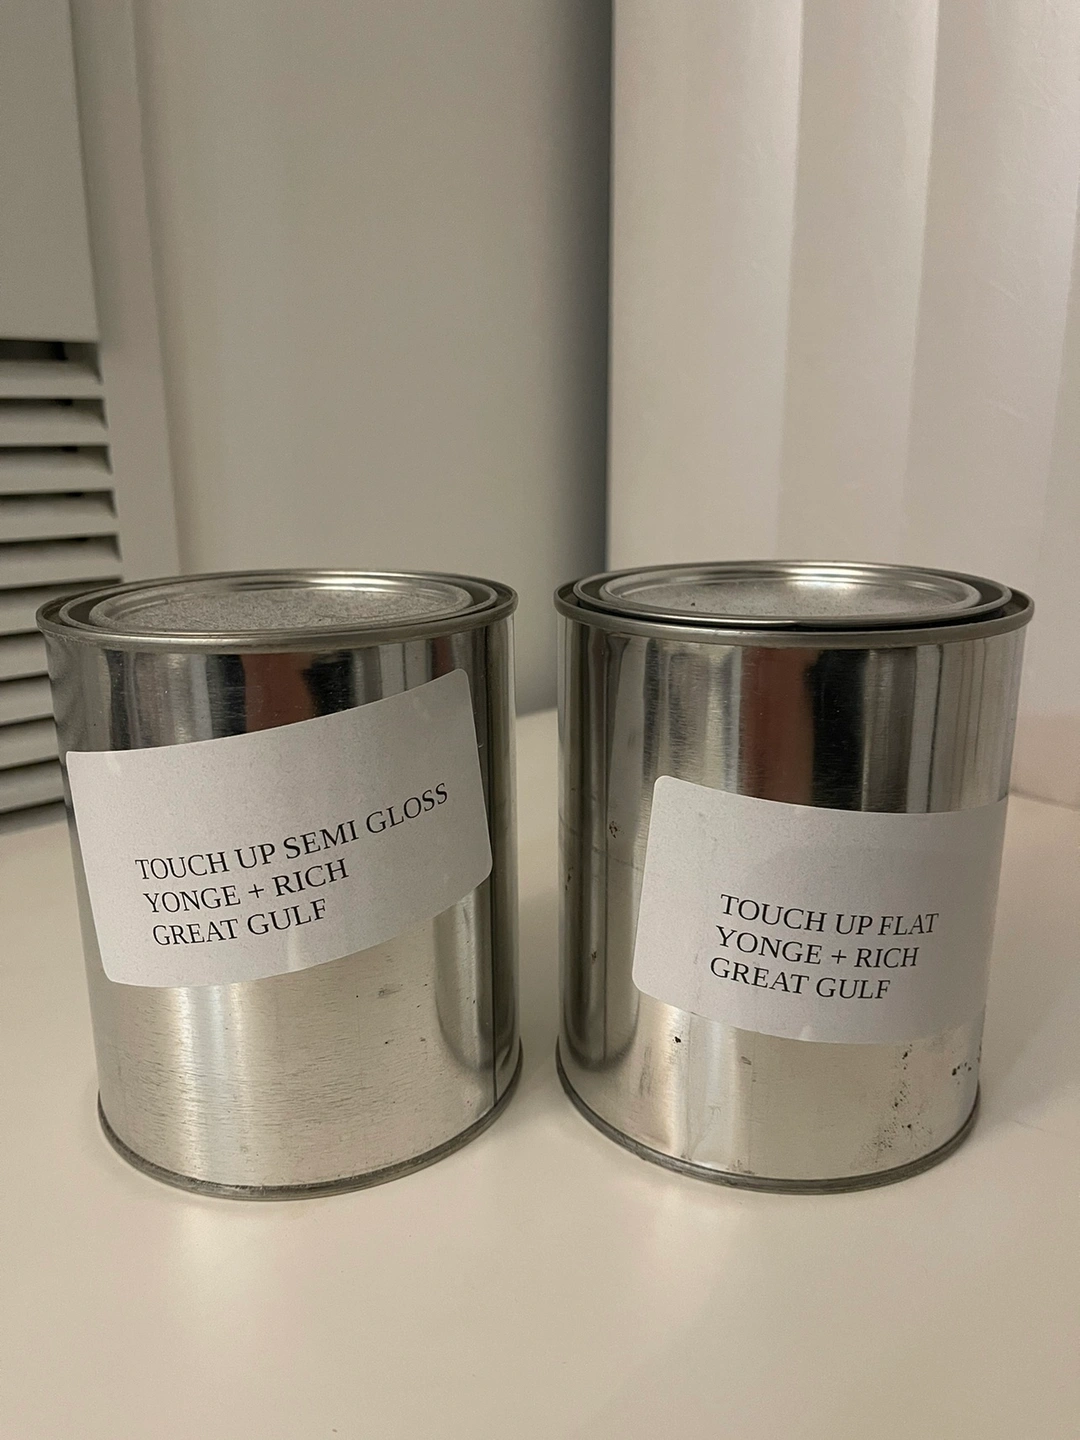 TOUCH UP SEMI GLOSS
YONGE + RICH
GREAT GULF
TOUCH UP FLAT
YONGE + RICH
GREAT GULF